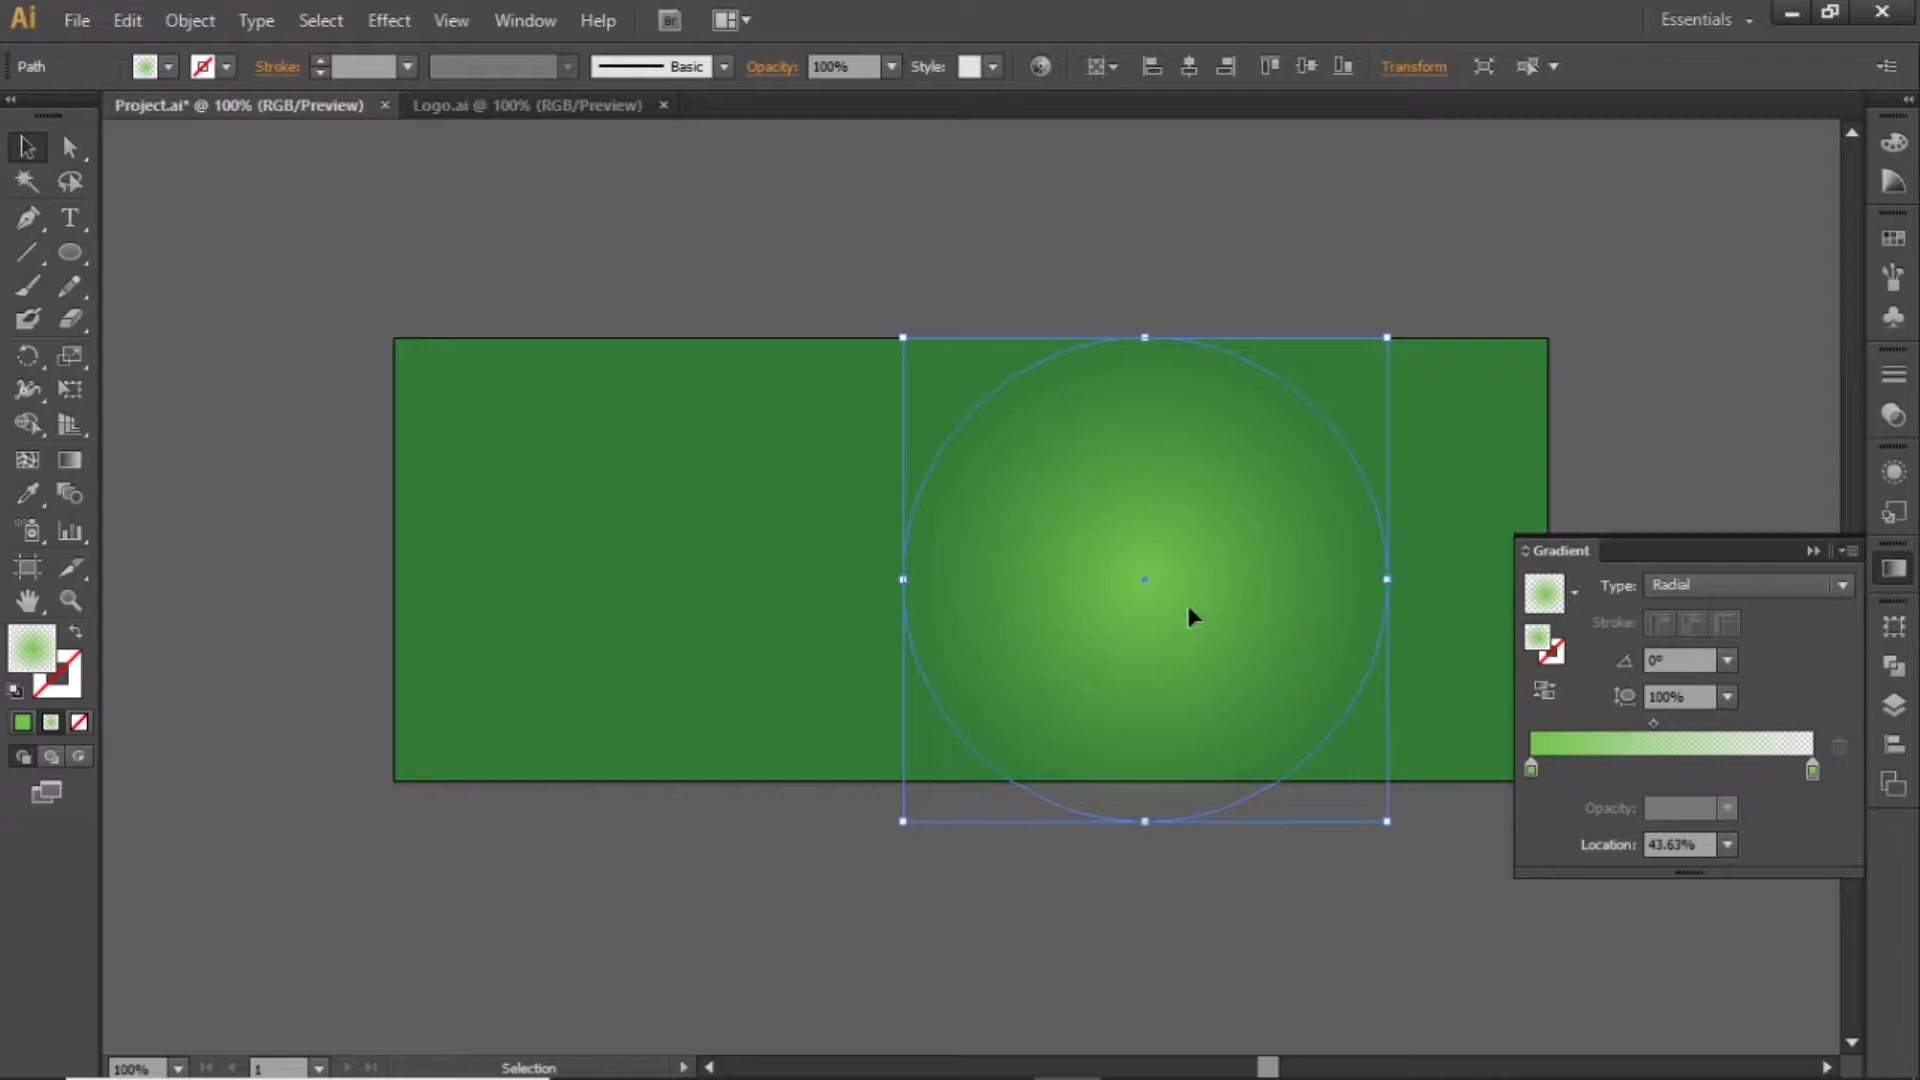 Ai File Edit Object Type Select Effect View Window Help Br Essentials
Path Stroke: Basic Opacity: 100% Style: Transform
Project.ai* @ 100% (RGB/Preview) × Logo.ai @ 100% (RGB/Preview) ×
T
Gradient
Type: Radial
Stroke:
0°
100%
Opacity:
Location: 43.63%
100% 1 Selection